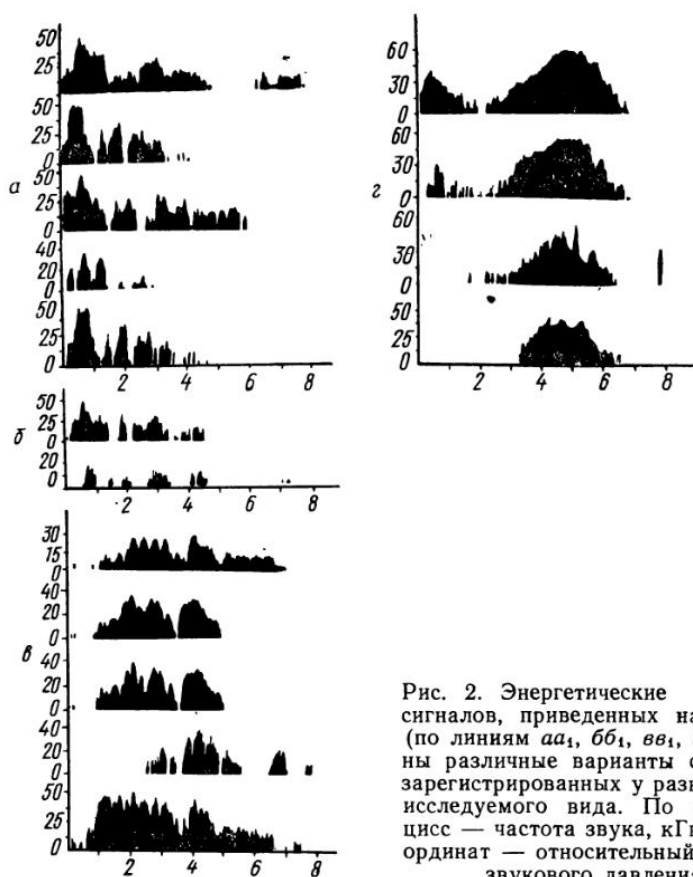 50
25
0
50
25
0
а
50
25
0
40
20
0
50
25
0
2 4 6 8
50
25
б
0
20
0
2 4 6 8
30
15
0
40
20
0
в
40
20
0
40
20
0
50
25
0
2 4 6 8
60
30
0
60
30
г
0
60
30
0
50
25
0
2 4 6 8
Рис. 2. Энергетические
сигналов, приведенных на
(по линиям аа₁, бб₁, вв₁,
ны различные варианты с
зарегистрированных у разн
исследуемого вида. По
цисс — частота звука, кГц
ординат — относительный
звукового давления